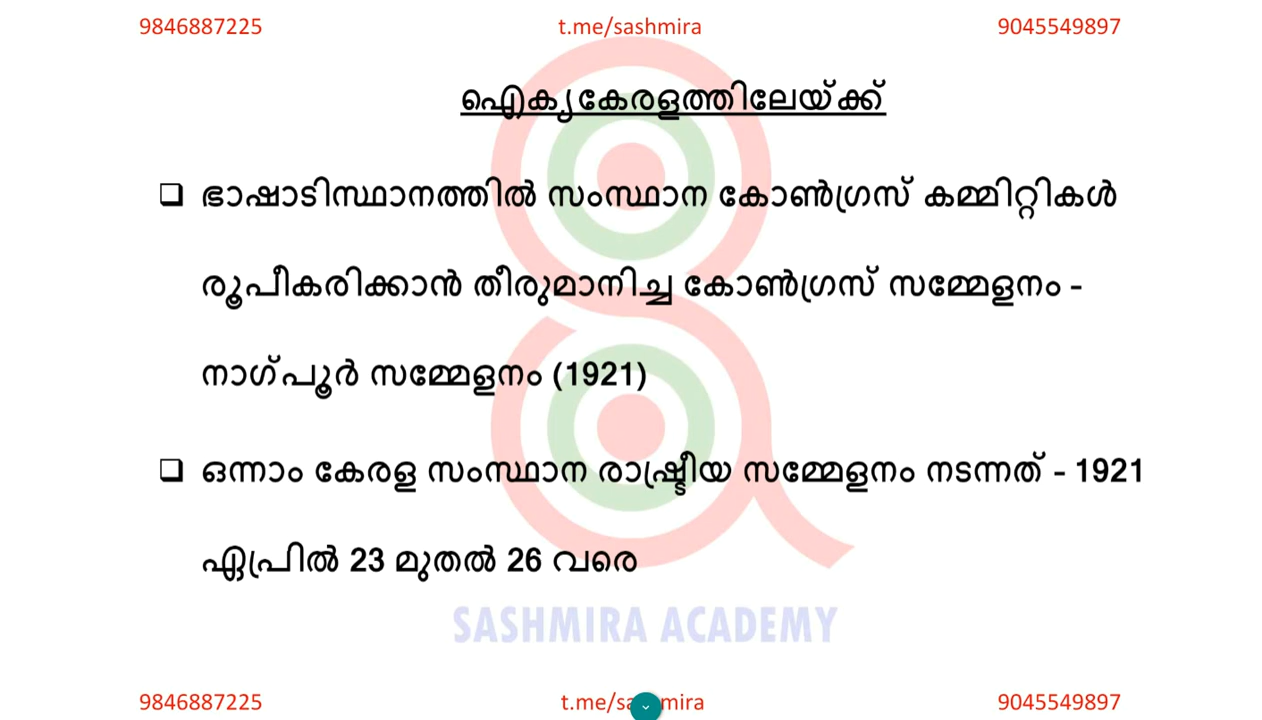 9846887225 t.me/sashmira 9045549897
ഐക്യകേരളത്തിലേയ്ക്ക്
❑ ഭാഷാടിസ്ഥാനത്തിൽ സംസ്ഥാന കോൺഗ്രസ് കമ്മിറ്റികൾ
രൂപീകരിക്കാൻ തീരുമാനിച്ച കോൺഗ്രസ് സമ്മേളനം -
നാഗ്പൂർ സമ്മേളനം (1921)
❑ ഒന്നാം കേരള സംസ്ഥാന രാഷ്ട്രീയ സമ്മേളനം നടന്നത് - 1921
ഏപ്രിൽ 23 മുതൽ 26 വരെ
SASHMIRA ACADEMY
9846887225 9045549897